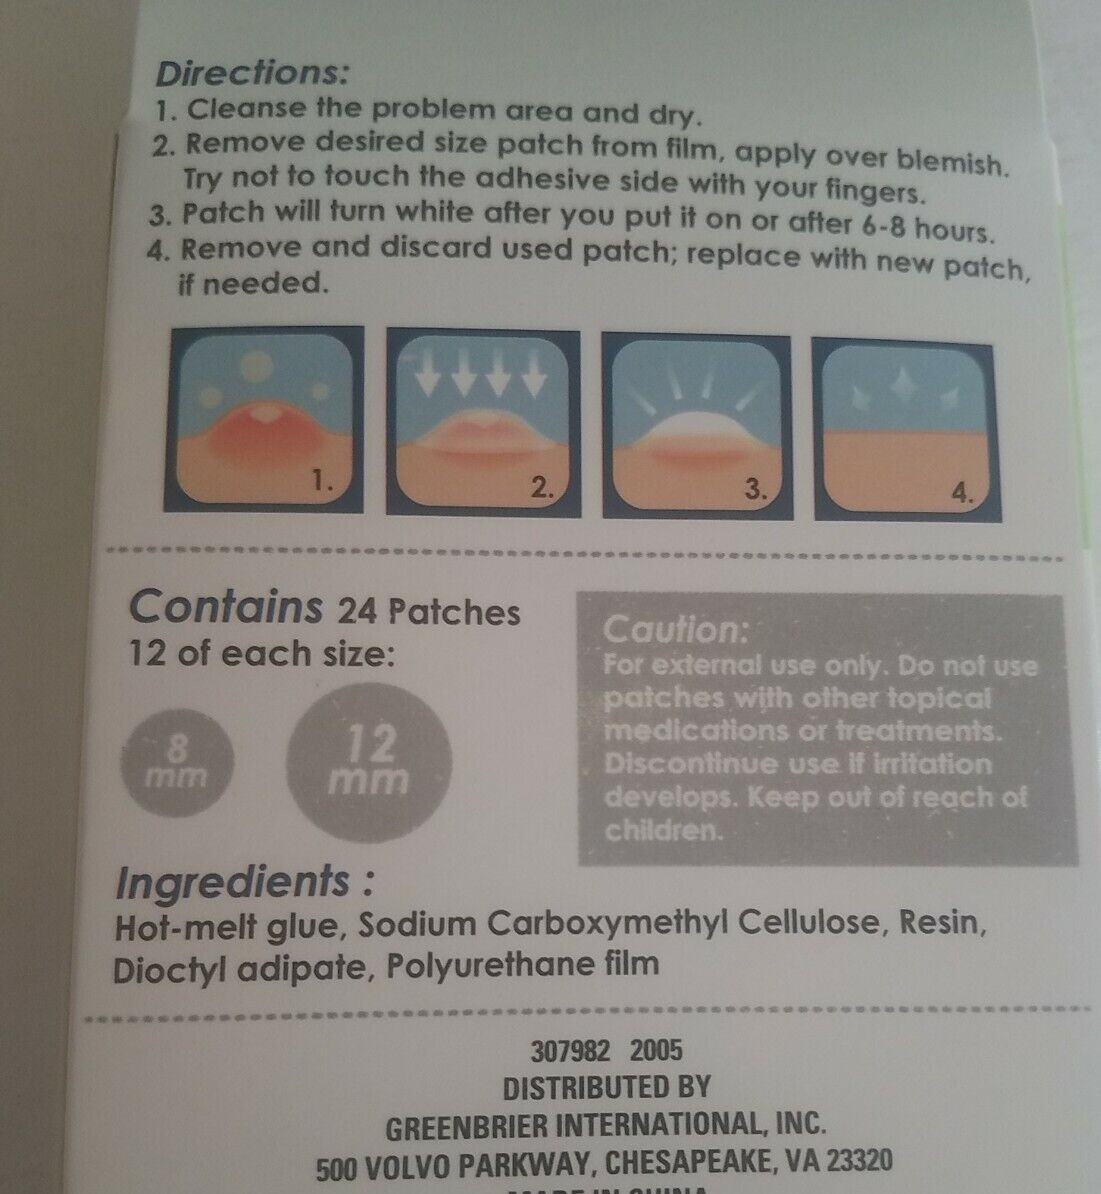 Directions:
1. Cleanse the problem area and dry.
2. Remove desired size patch from film, apply over blemish.
Try not to touch the adhesive side with your fingers.
3. Patch will turn white after you put it on or after 6-8 hours.
4. Remove and discard used patch; replace with new patch,
if needed.
1.
2.
3.
4.
Contains 24 Patches
12 of each size:
8
mm
12
mm
Caution:
For external use only. Do not use
patches with other topical
medications or treatments.
Discontinue use if irritation
develops. Keep out of reach of
children.
Ingredients :
Hot-melt glue, Sodium Carboxymethyl Cellulose, Resin,
Dioctyl adipate, Polyurethane film
307982 2005
DISTRIBUTED BY
GREENBRIER INTERNATIONAL, INC.
500 VOLVO PARKWAY, CHESAPEAKE, VA 23320
MADE IN CHINA